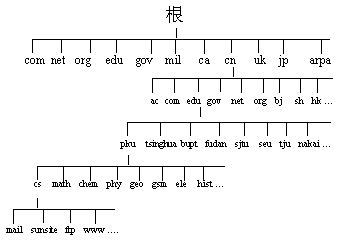 根
com net org edu gov mil ca cn uk jp arpa
ac com edu gov net org bj sh hk ...
pku tsinghua bupt fudan sjtu seu tju nakai ...
cs math chem phy geo gsm ele hist ...
mail sunsite ftp www ....